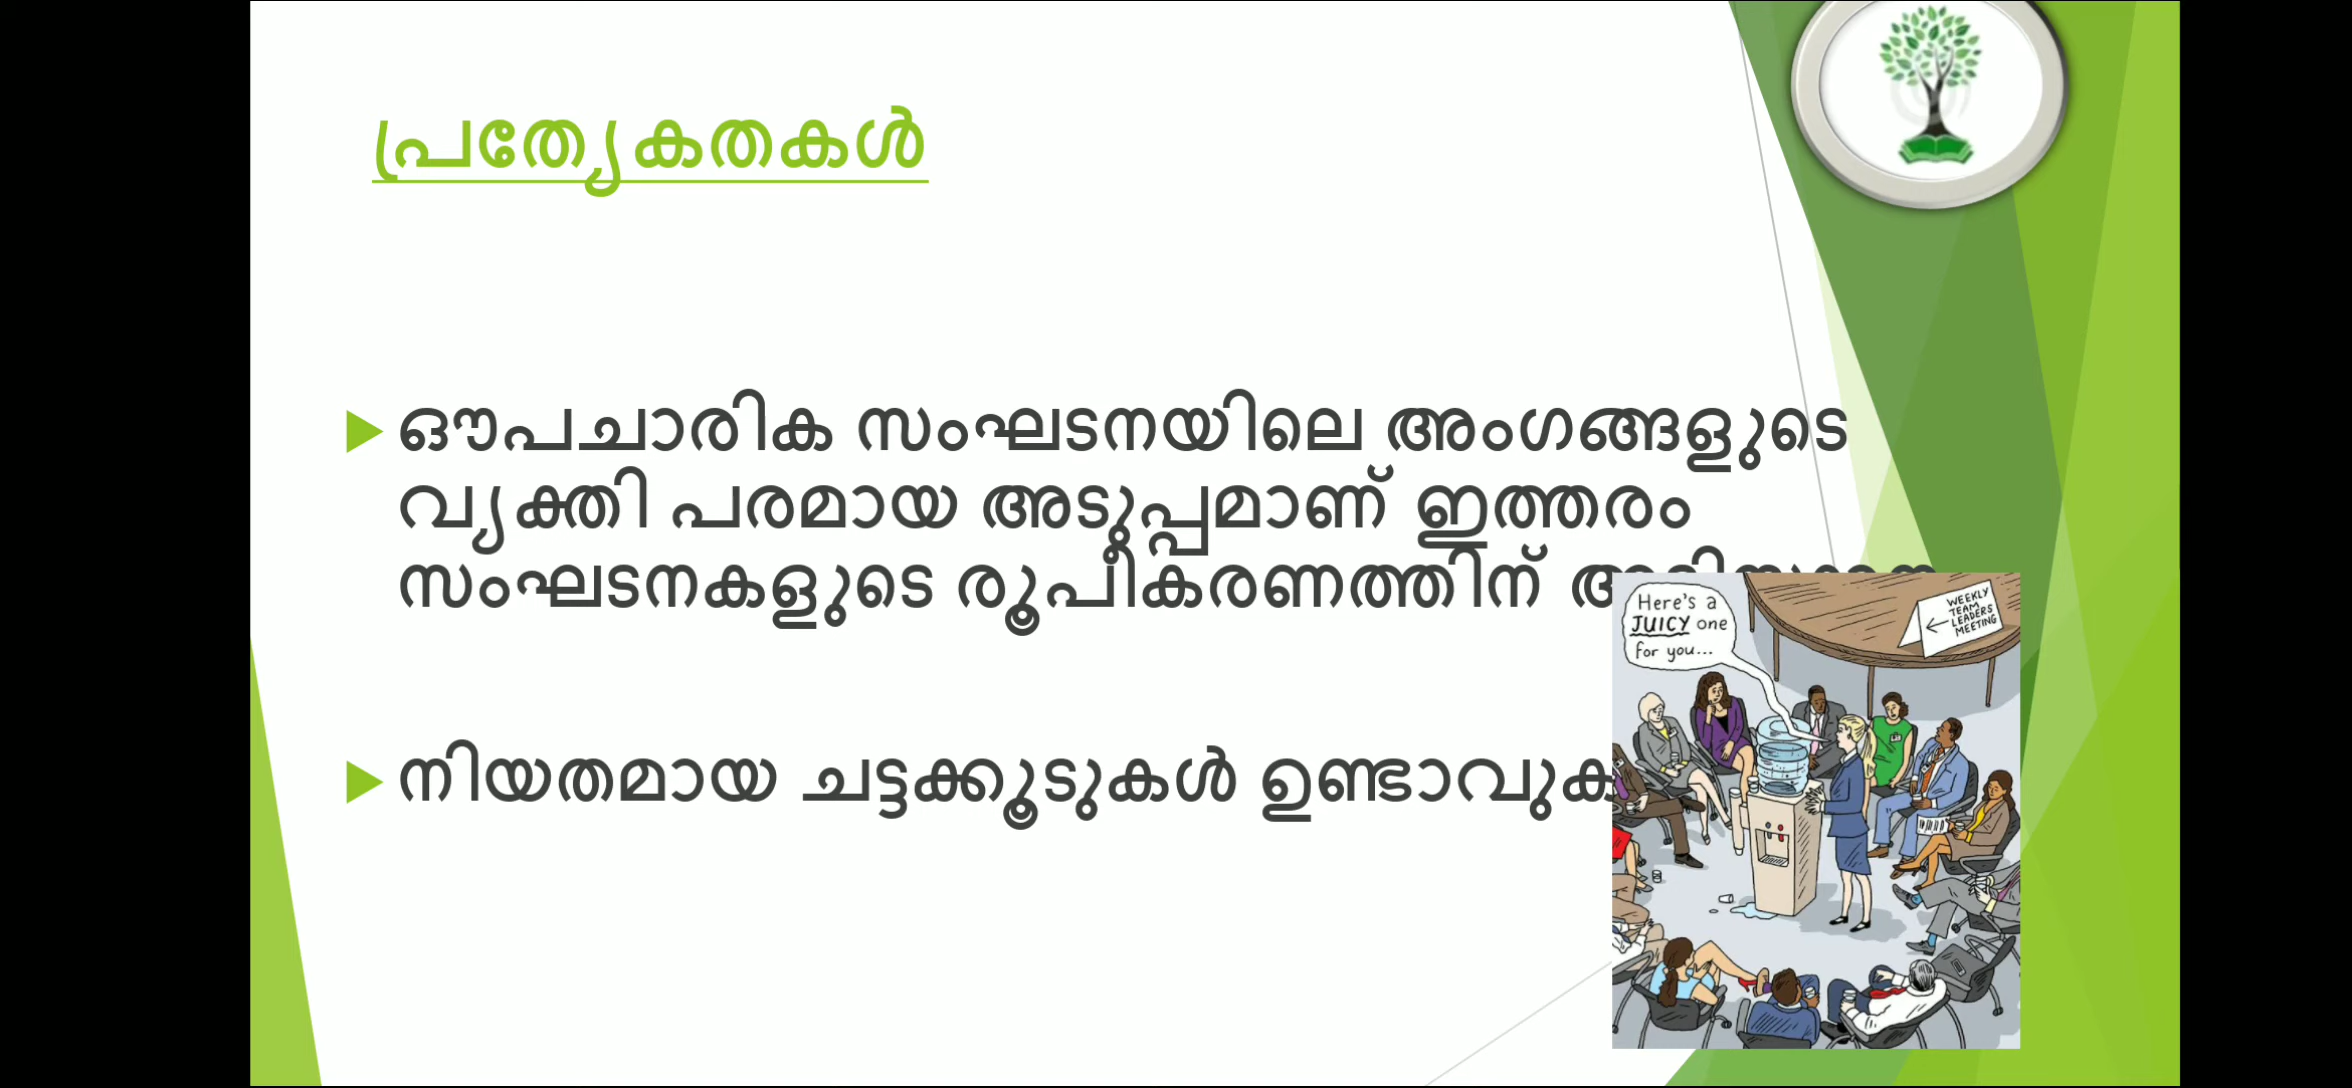 പ്രത്യേകതകൾ
ഔപചാരിക സംഘടനയിലെ അംഗങ്ങളുടെ
വ്യക്തി പരമായ അടുപ്പമാണ് ഇത്തരം
സംഘടനകളുടെ രൂപീകരണത്തിന്
നിയതമായ ചട്ടക്കൂടുകൾ
Here's a
JUICY one
for you...
WEEKLY
TEAM
LEADERS
MEETING